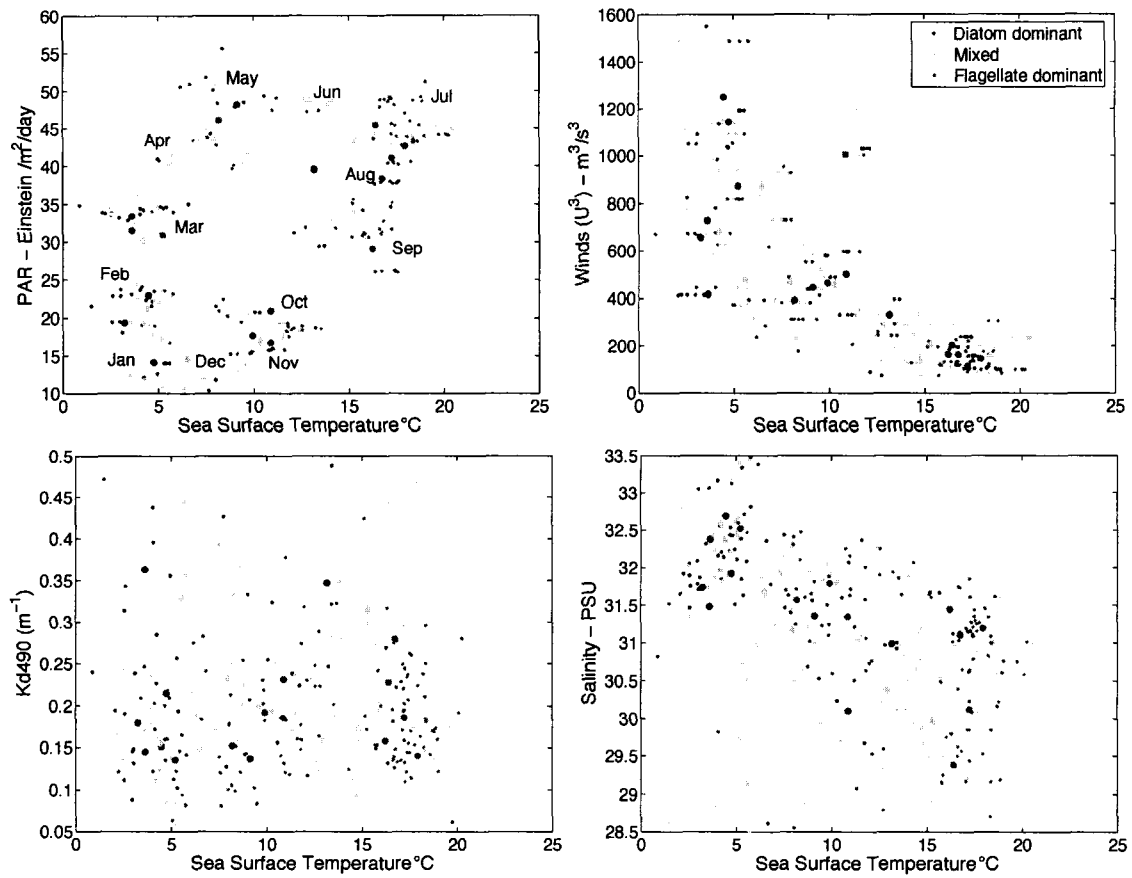 60
55
50
45
40
35
30
25
20
15
10
PAR – Einstein /m²/day
May
Jun
Jul
Apr
Aug
Mar
Sep
Feb
Oct
Jan
Dec
Nov
0 5 10 15 20 25
Sea Surface Temperature°C
1600
1400
1200
1000
800
600
400
200
0
Winds (U³) – m³/s³
Diatom dominant
Mixed
Flagellate dominant
0 5 10 15 20 25
Sea Surface Temperature°C
0.5
0.45
0.4
0.35
0.3
0.25
0.2
0.15
0.1
0.05
Kd490 (m⁻¹)
0 5 10 15 20 25
Sea Surface Temperature°C
33.5
33
32.5
32
31.5
31
30.5
30
29.5
29
28.5
Salinity – PSU
0 5 10 15 20 25
Sea Surface Temperature°C